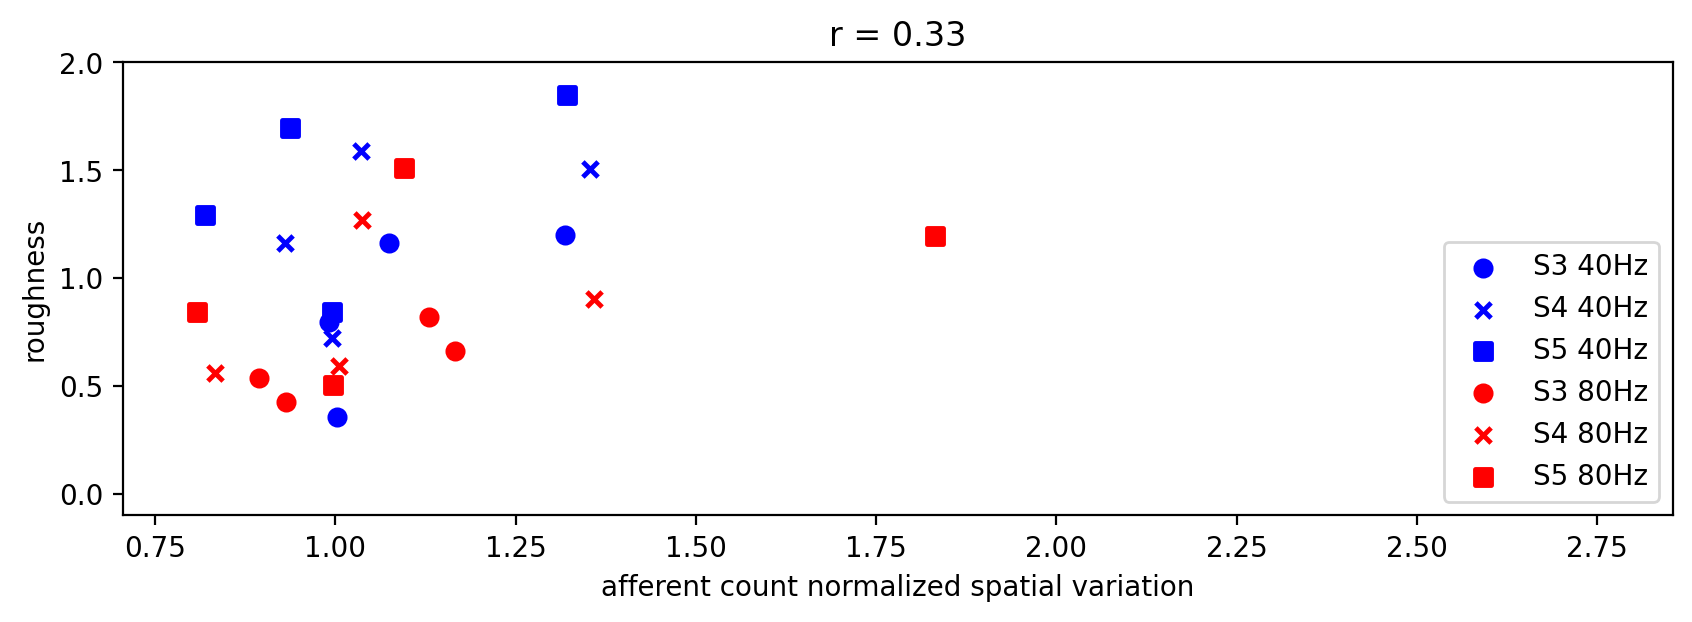 r = 0.33
2.0
1.5
1.0
0.5
0.0
roughness
S3 40Hz
S4 40Hz
S5 40Hz
S3 80Hz
S4 80Hz
S5 80Hz
0.75 1.00 1.25 1.50 1.75 2.00 2.25 2.50 2.75
afferent count normalized spatial variation